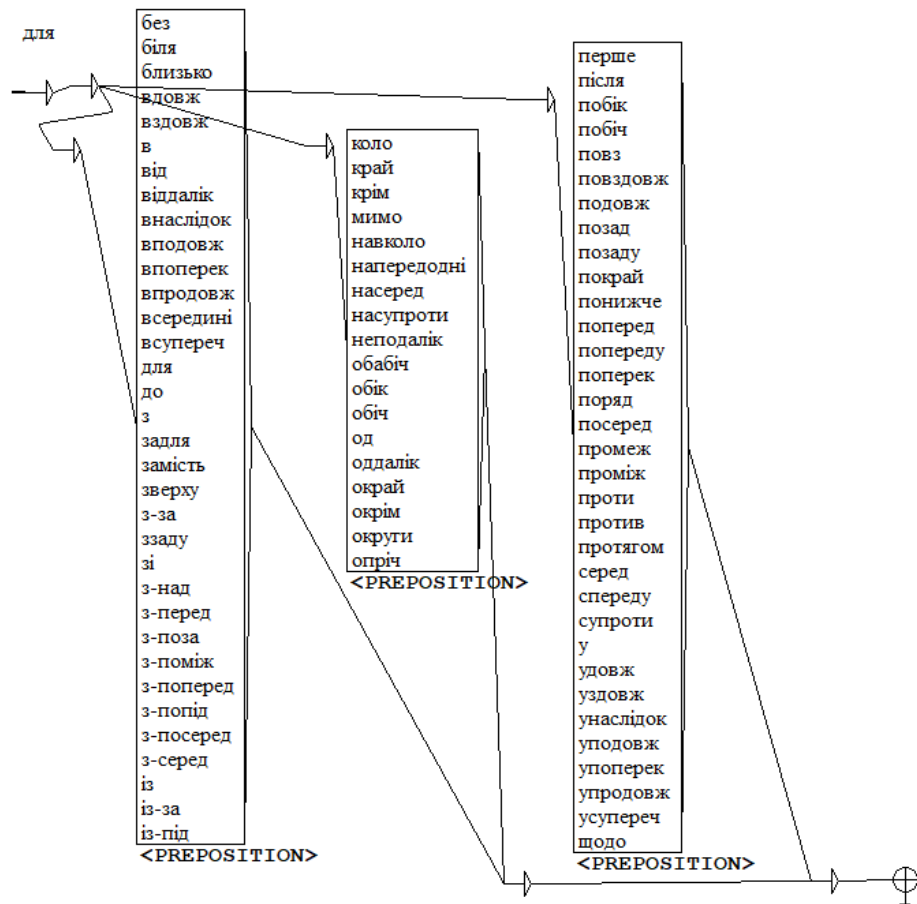 для
без
біля
близько
вдовж
вздовж
в
від
віддалік
внаслідок
вподовж
впоперек
впродовж
всередині
всупереч
для
до
з
задля
замість
зверху
з-за
ззаду
зі
з-над
з-перед
з-поза
з-поміж
з-поперед
з-попід
з-посеред
з-серед
із
із-за
із-під
<PREPOSITION>
коло
край
крім
мимо
навколо
напередодні
насеред
насупроти
неподалік
обабіч
обік
обіч
од
оддалік
окрай
окрім
округи
опріч
<PREPOSITION>
перше
після
побік
побіч
повз
повздовж
подовж
позад
позаду
покрай
понижче
поперед
попереду
поперек
поряд
посеред
промеж
проміж
проти
против
протягом
серед
спереду
супроти
у
удовж
уздовж
унаслідок
уподовж
упоперек
упродовж
усупереч
щодо
<PREPOSITION>